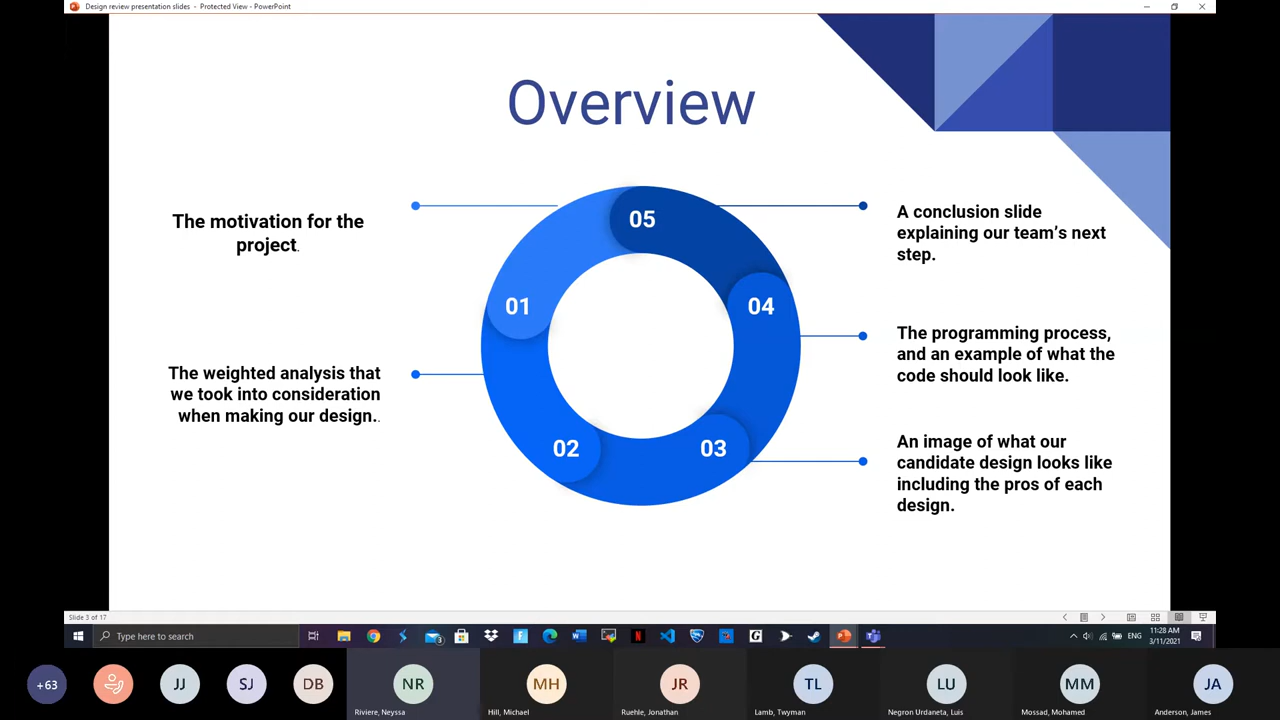 Design review presentation slides - Protected View - PowerPoint
Overview
The motivation for the
project.
The weighted analysis that
we took into consideration
when making our design..
01
02
03
04
05
A conclusion slide
explaining our team's next
step.
The programming process,
and an example of what the
code should look like.
An image of what our
candidate design looks like
including the pros of each
design.
Slide 3 of 17
Type here to search
ENG
11:28 AM
3/11/2021
+63
JJ
SJ
DB
NR
Riviere, Neyssa
MH
Hill, Michael
JR
Ruehle, Jonathan
TL
Lamb, Twyman
LU
Negron Urdaneta, Luis
MM
Mossad, Mohamed
JA
Anderson, James